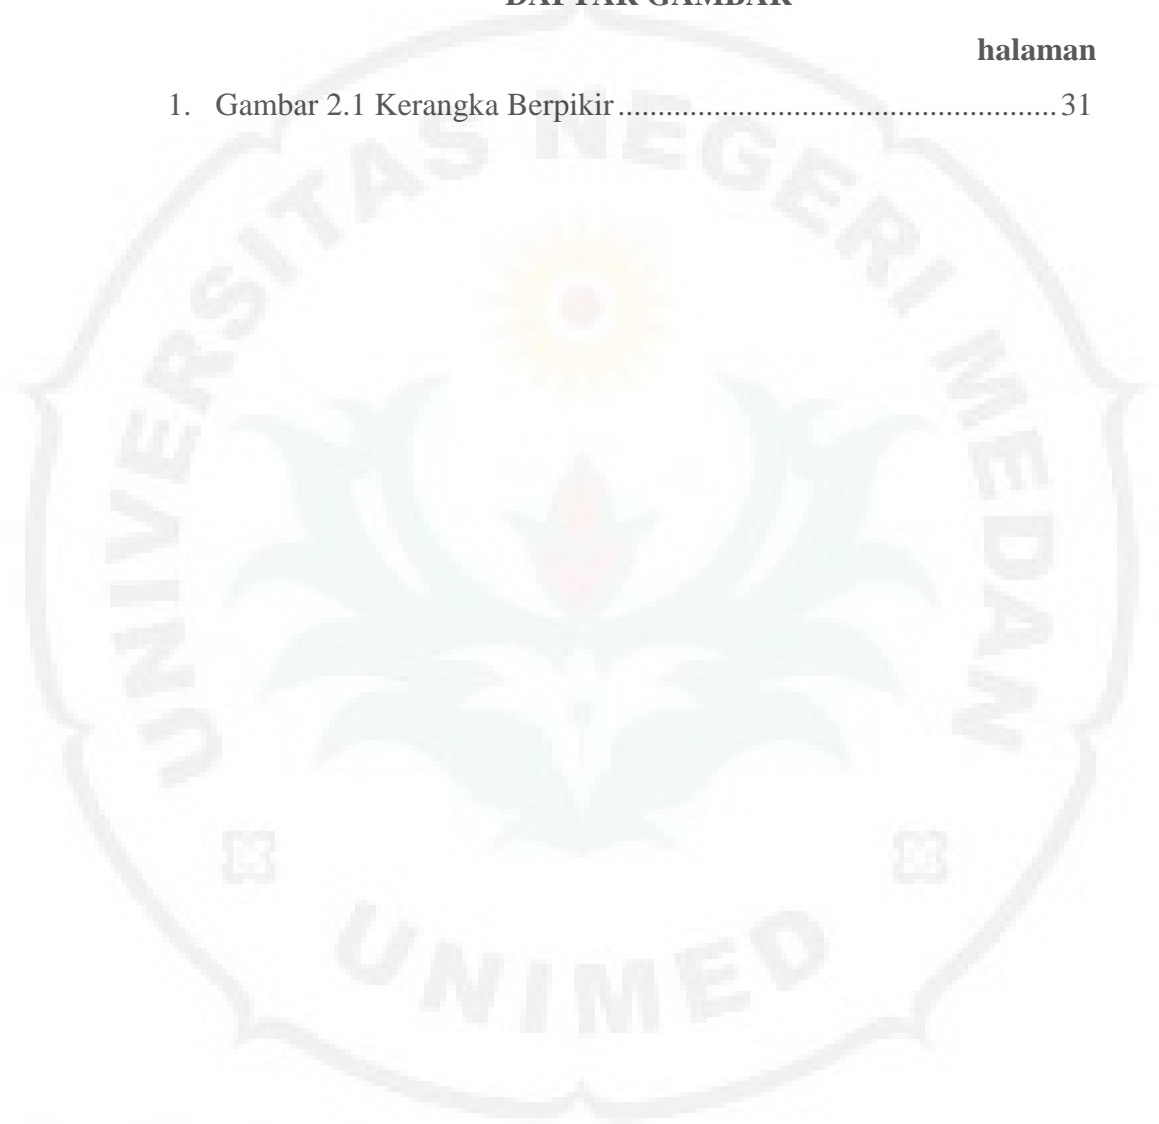 DAFTAR GAMBAR
halaman
1. Gambar 2.1 Kerangka Berpikir ...................................................... 31
UNIVERSITAS NEGERI MEDAN
UNIMED